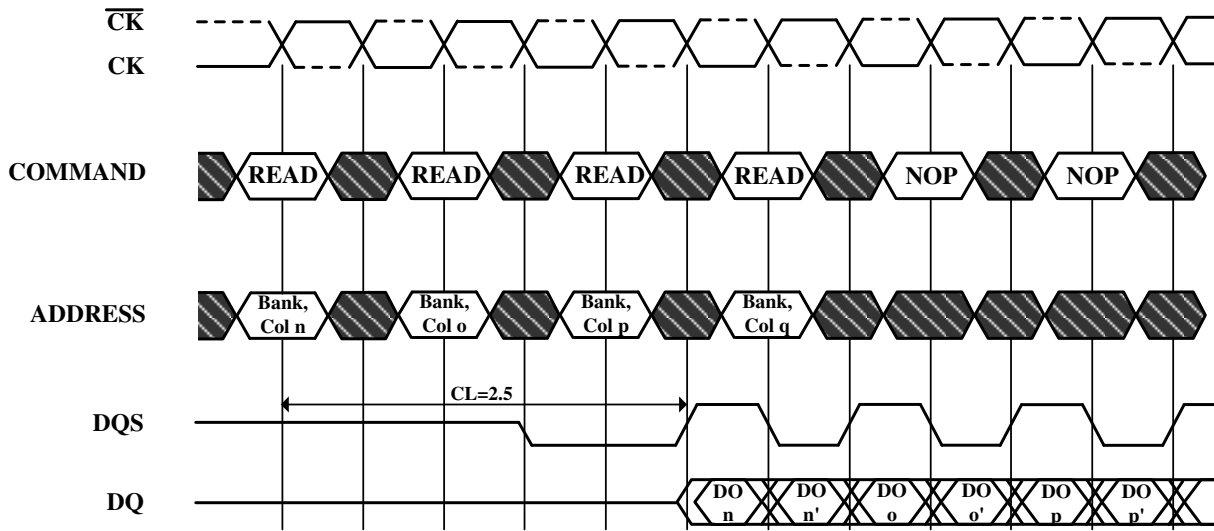 CK
CK
COMMAND
READ READ READ READ NOP NOP
ADDRESS
Bank, Bank, Bank, Bank,
Col n Col o Col p Col q
CL=2.5
DQS
DQ
DO DO DO DO DO DO
n n' o o' p p'